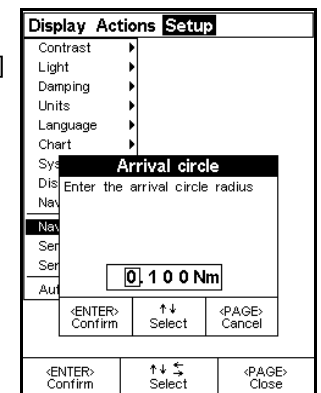 Display Actions Setup
Contrast
Light
Damping
Units
Language
Chart
Sys
Dis
Nav
Nav
Ser
Ser
Aut
Arrival circle
Enter the arrival circle radius
0.100Nm
<ENTER> ↑↓ <PAGE>
Confirm Select Cancel
<ENTER> ↑↓ ⇆ <PAGE>
Confirm Select Close